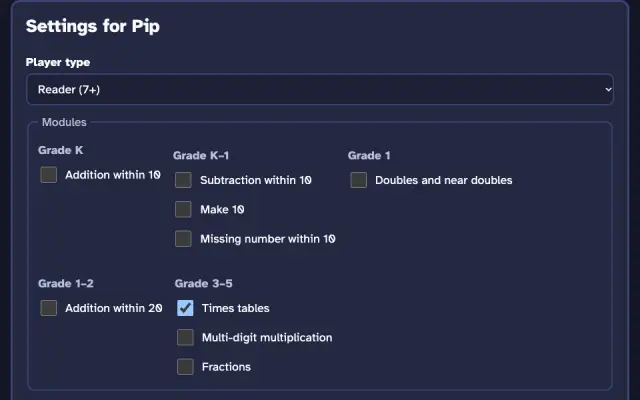 Settings for Pip
Player type
Reader (7+)
Modules
Grade K
Addition within 10
Grade K–1
Subtraction within 10
Make 10
Missing number within 10
Grade 1
Doubles and near doubles
Grade 1–2
Addition within 20
Grade 3–5
Times tables
Multi-digit multiplication
Fractions